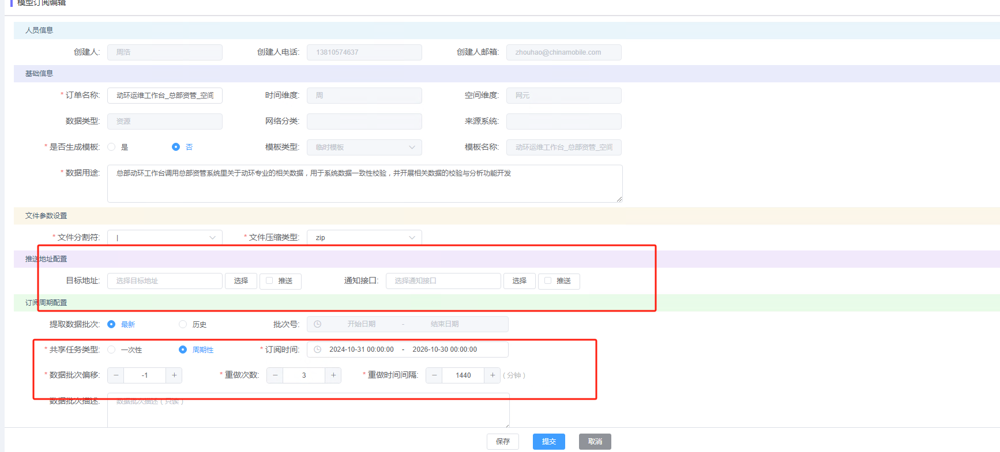 模型订阅编辑
人员信息
创建人: 周浩 创建人电话: 13810574637 创建人邮箱: zhouhao@chinamobile.com
基础信息
* 订单名称: 动环运维工作台_总部资管_空间 时间维度: 周 空间维度: 网元
数据类型: 资源 网络分类: 来源系统:
* 是否生成模板: 是 否 模板类型: 临时模板 模板名称: 动环运维工作台_总部资管_空间
* 数据用途: 总部动环工作台调用总部资管系统里关于动环专业的相关数据，用于系统数据一致性校验，并开展相关数据的校验与分析功能开发
文件参数设置
* 文件分割符: | * 文件压缩类型: zip
推送地址配置
目标地址: 选择目标地址 选择 推送 通知接口: 选择通知接口 选择 推送
订阅周期配置
提取数据批次: 最新 历史 批次号: 开始日期 - 结束日期
* 共享任务类型: 一次性 周期性 * 订阅时间: 2024-10-31 00:00:00 - 2026-10-30 00:00:00
* 数据批次偏移: − -1 + * 重做次数: − 3 + * 重做时间间隔: − 1440 + （分钟）
数据批次描述: 数据批次描述（只读）
保存 提交 取消